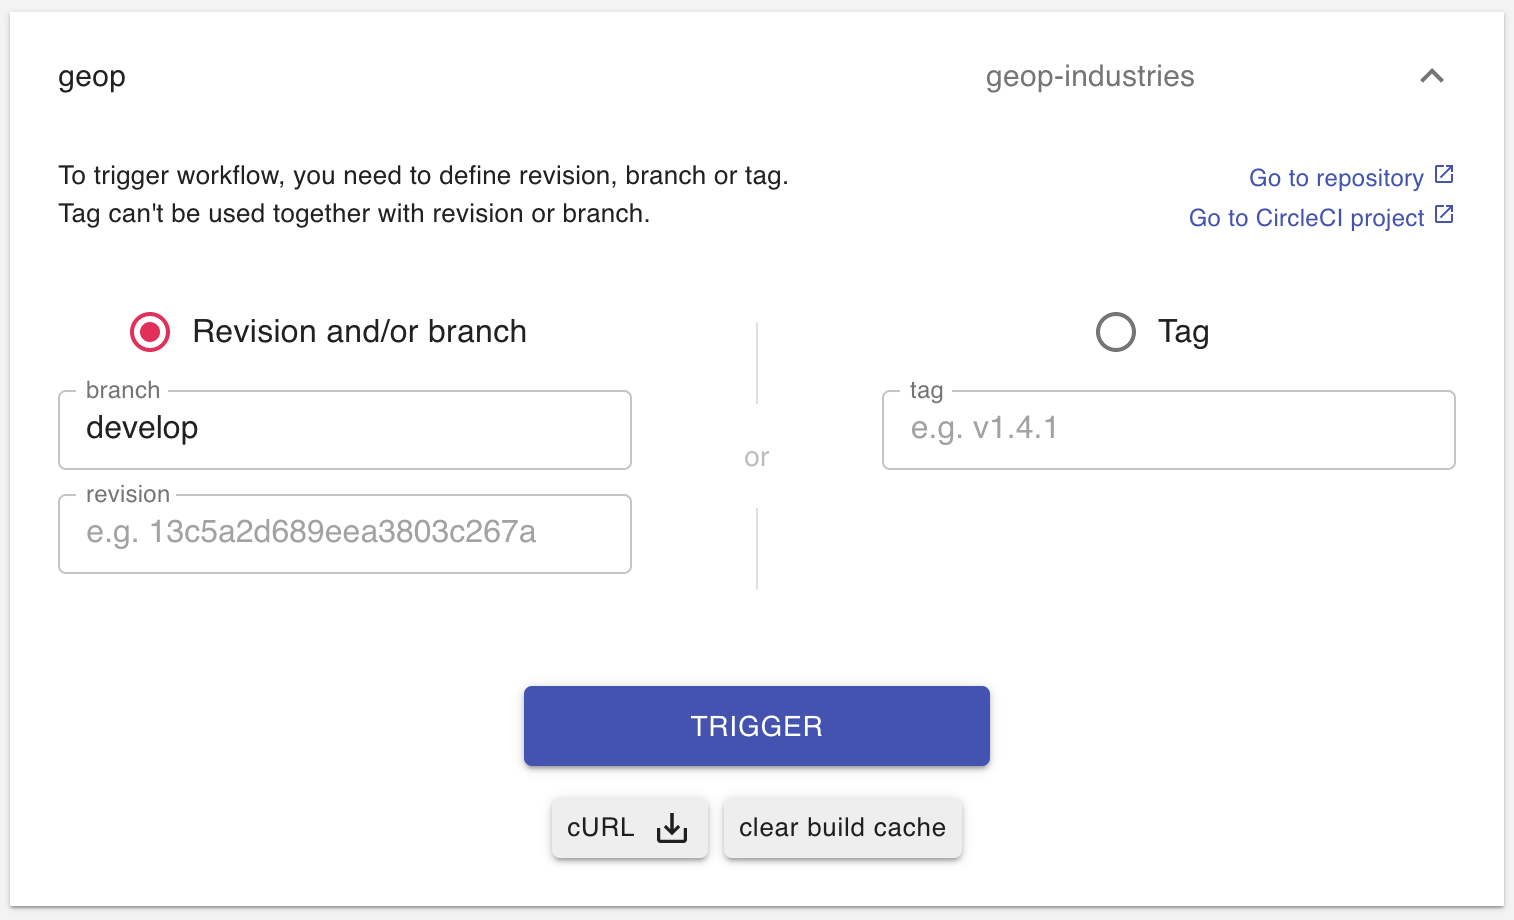 geop
geop-industries
To trigger workflow, you need to define revision, branch or tag.
Tag can't be used together with revision or branch.
Go to repository
Go to CircleCI project
Revision and/or branch
branch
develop
revision
e.g. 13c5a2d689eea3803c267a
or
Tag
tag
e.g. v1.4.1
TRIGGER
cURL
clear build cache